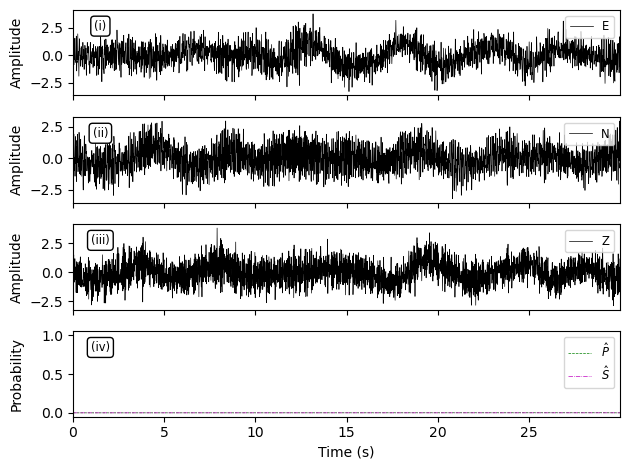 (i)
E
Amplitude
2.5
0.0
−2.5
(ii)
N
Amplitude
2.5
0.0
−2.5
(iii)
Z
Amplitude
2.5
0.0
−2.5
(iv)
P̂
Ŝ
Probability
1.0
0.5
0.0
0 5 10 15 20 25
Time (s)